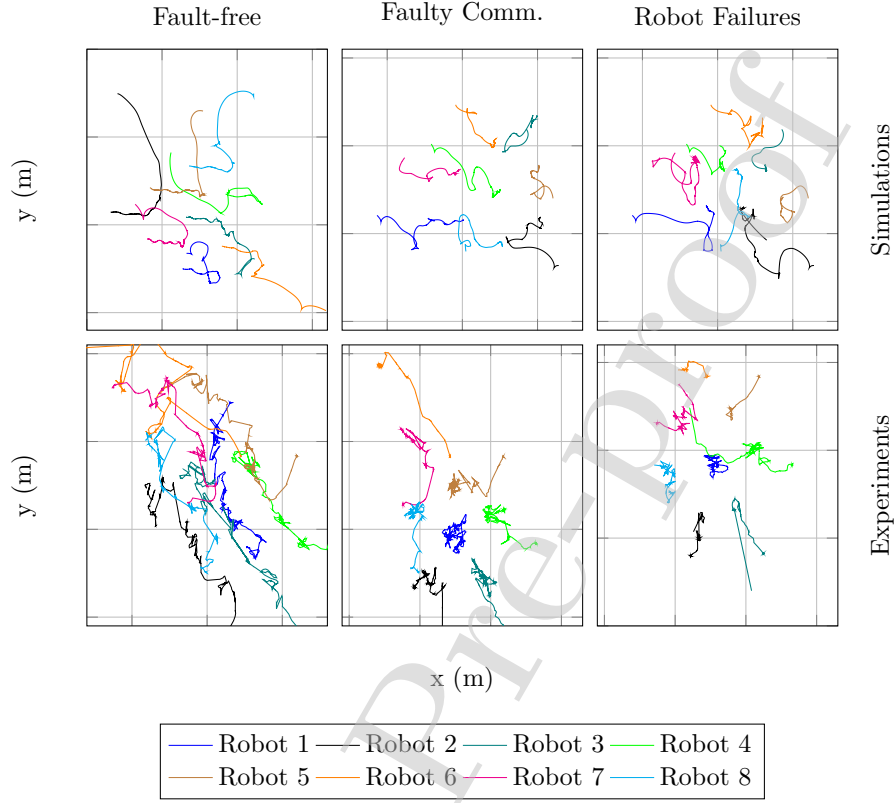 Fault-free Faulty Comm. Robot Failures
y (m)
Simulations
y (m)
Experiments
x (m)
Robot 1 Robot 2 Robot 3 Robot 4
Robot 5 Robot 6 Robot 7 Robot 8
Pre-proof